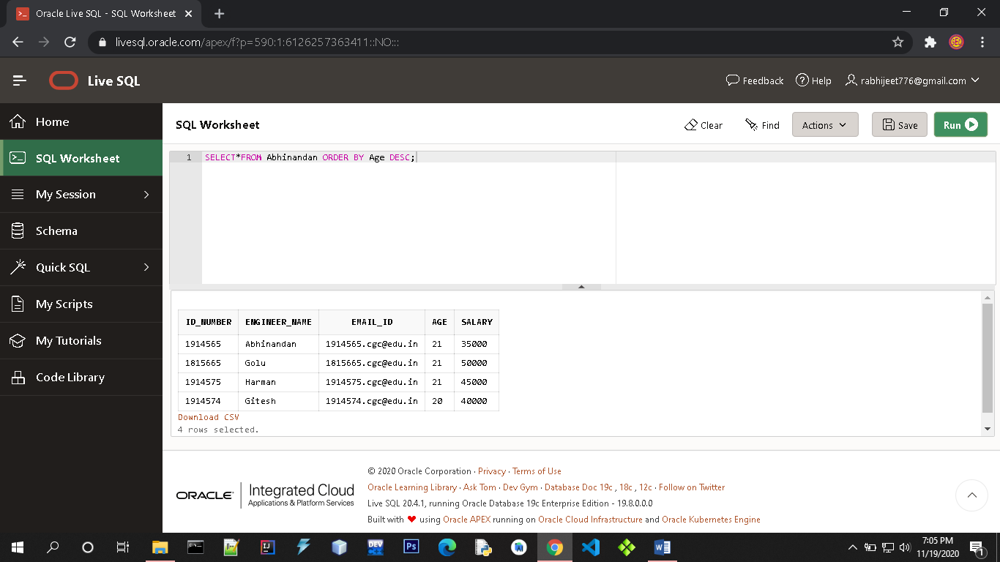 Oracle Live SQL - SQL Worksheet
livesql.oracle.com/apex/f?p=590:1:6126257363411::NO:::
Live SQL
Feedback
Help
rabhijeet776@gmail.com
Home
SQL Worksheet
My Session
Schema
Quick SQL
My Scripts
My Tutorials
Code Library
SQL Worksheet
Clear
Find
Actions
Save
Run
1 SELECT*FROM Abhinandan ORDER BY Age DESC;
ID_NUMBER ENGINEER_NAME EMAIL_ID AGE SALARY
1914565 Abhinandan 1914565.cgc@edu.in 21 35000
1815665 Golu 1815665.cgc@edu.in 21 50000
1914575 Harman 1914575.cgc@edu.in 21 45000
1914574 Gitesh 1914574.cgc@edu.in 20 40000
Download CSV
4 rows selected.
ORACLE
Integrated Cloud
Applications & Platform Services
© 2020 Oracle Corporation · Privacy · Terms of Use
Oracle Learning Library · Ask Tom · Dev Gym · Database Doc 19c , 18c , 12c · Follow on Twitter
Live SQL 20.4.1, running Oracle Database 19c Enterprise Edition - 19.8.0.0.0
Built with ❤ using Oracle APEX running on Oracle Cloud Infrastructure and Oracle Kubernetes Engine
DEV
Ps
7:05 PM
11/19/2020
1